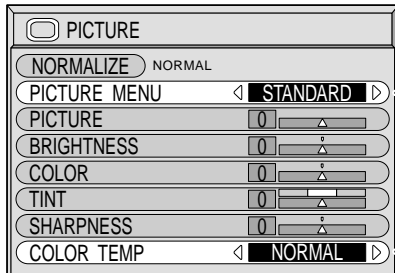 PICTURE
NORMALIZE NORMAL
PICTURE MENU STANDARD
PICTURE 0
BRIGHTNESS 0
COLOR 0
TINT 0
SHARPNESS 0
COLOR TEMP NORMAL